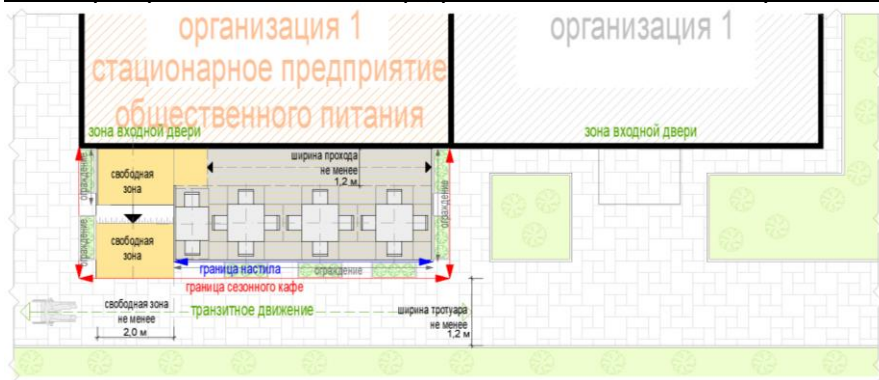 организация 1
стационарное предприятие
общественного питания
организация 1
зона входной двери
зона входной двери
ширина прохода
не менее
1,2 м
ограждение
свободная
зона
ограждение
ограждение
свободная
зона
граница настила
ограждение
граница сезонного кафе
свободная зона
не менее
2,0 м
транзитное движение
ширина тротуара
не менее
1,2 м